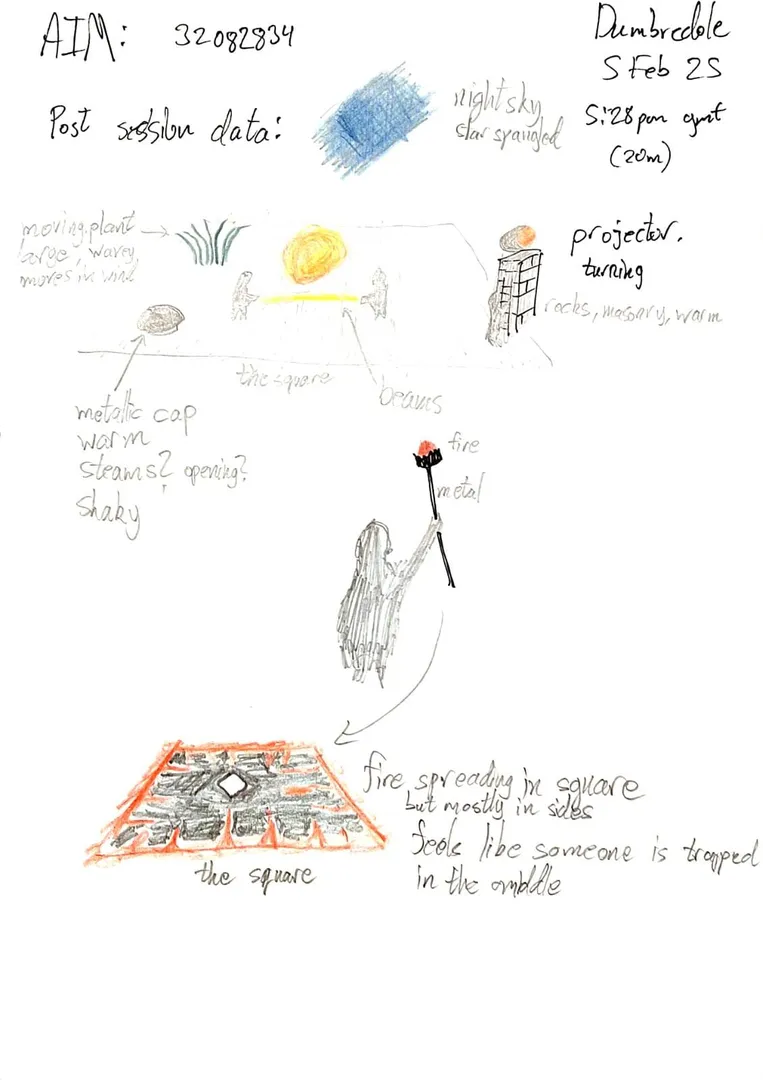 AIM: 32082834
Dumbredole
5 Feb 25
5:28 pm gmt
(20m)
Post session data:
night sky
star spangled
moving plant
large, wavey,
moves in wind
projector.
turning
rocks, masonry, warm
the square
beams
metallic cap
warm
steams? opening?
shaky
fire
metal
fire spreading in square
but mostly in sides
feels like someone is trapped
in the middle
the square